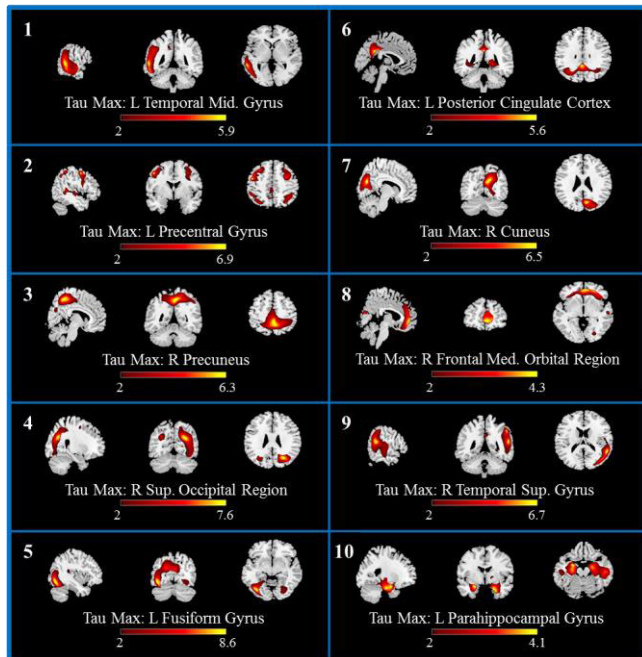 1
Tau Max: L Temporal Mid. Gyrus
2 5.9
2
Tau Max: L Precentral Gyrus
2 6.9
3
Tau Max: R Precuneus
2 6.3
4
Tau Max: R Sup. Occipital Region
2 7.6
5
Tau Max: L Fusiform Gyrus
2 8.6
6
Tau Max: L Posterior Cingulate Cortex
2 5.6
7
Tau Max: R Cuneus
2 6.5
8
Tau Max: R Frontal Med. Orbital Region
2 4.3
9
Tau Max: R Temporal Sup. Gyrus
2 6.7
10
Tau Max: L Parahippocampal Gyrus
2 4.1